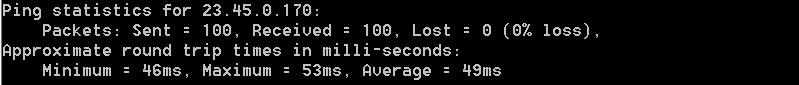 Ping statistics for 23.45.0.170:
    Packets: Sent = 100, Received = 100, Lost = 0 (0% loss),
Approximate round trip times in milli-seconds:
    Minimum = 46ms, Maximum = 53ms, Average = 49ms